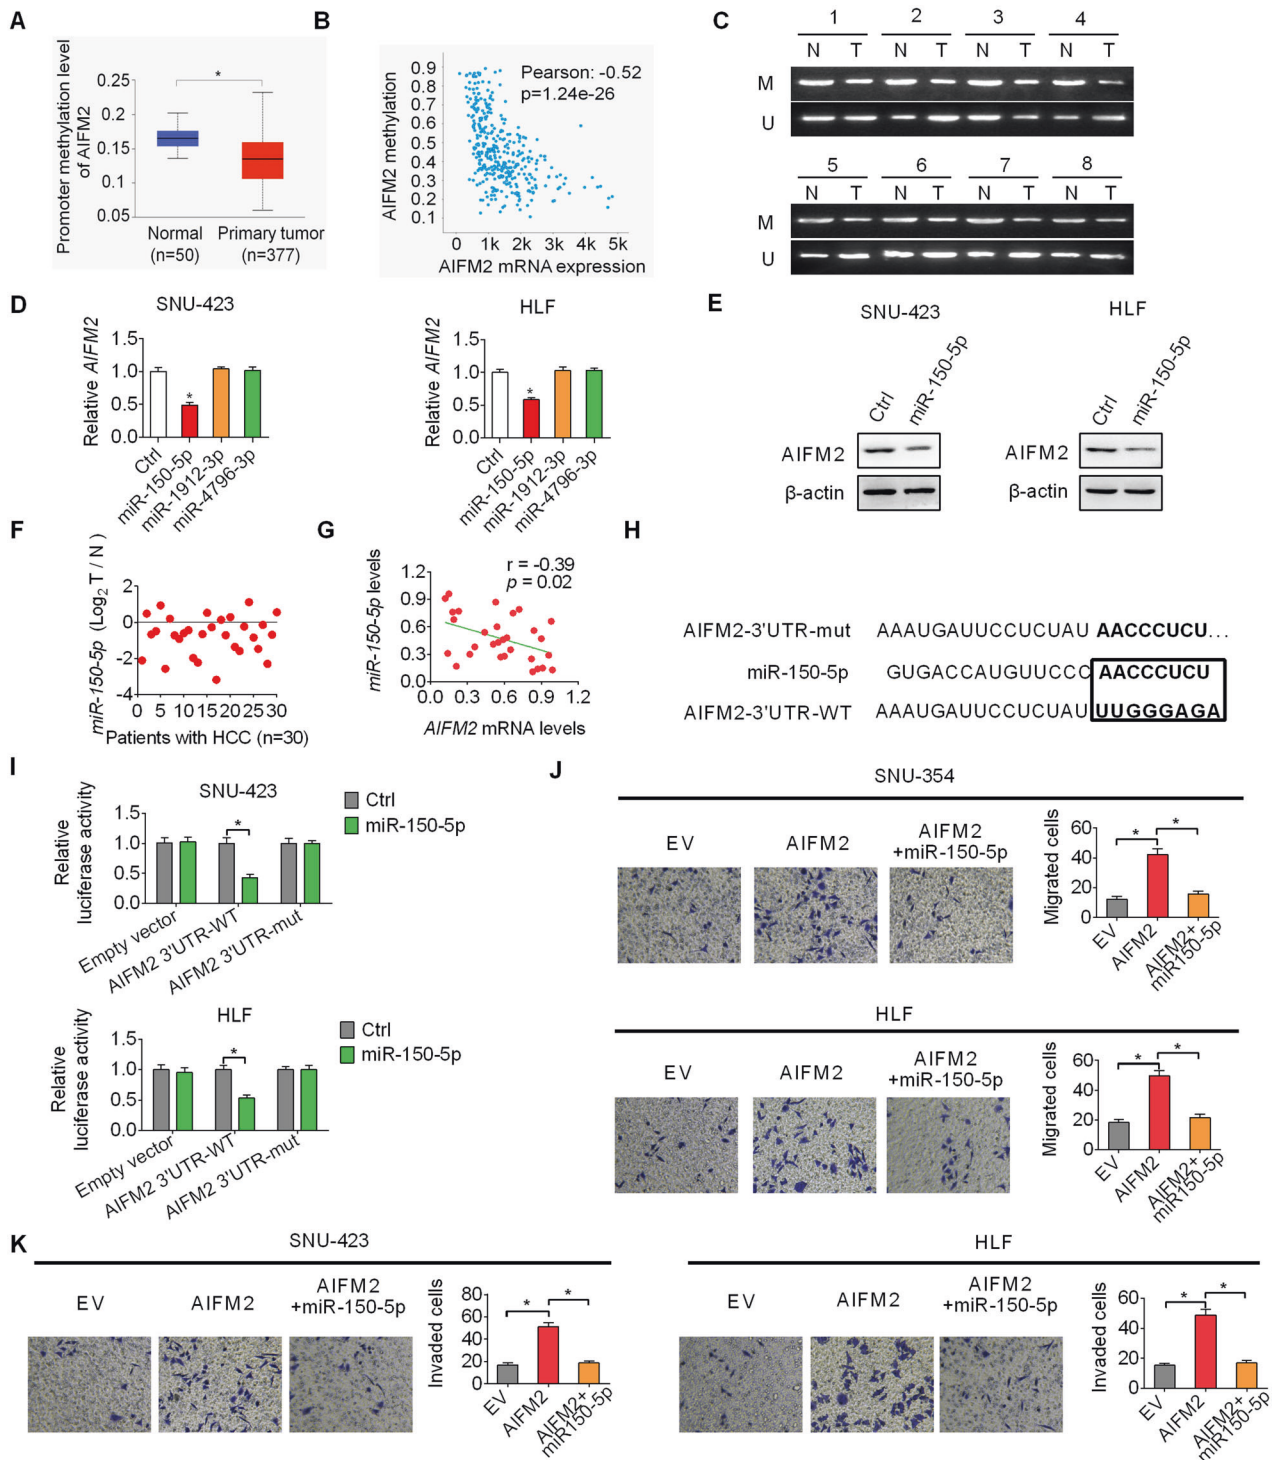 A
Promoter methylation level
of AIFM2
0.25
0.2
0.15
0.1
0.05
*
Normal
(n=50)
Primary tumor
(n=377)
B
AIFM2 methylation
0.9
0.8
0.7
0.6
0.5
0.4
0.3
0.2
0.1
Pearson: -0.52
p=1.24e-26
0 1k 2k 3k 4k 5k
AIFM2 mRNA expression
C
1 2 3 4
N T N T N T N T
M
U
5 6 7 8
N T N T N T N T
M
U
D
SNU-423
Relative AIFM2
1.5
1.0
0.5
0.0
*
Ctrl
miR-150-5p
miR-1912-3p
miR-4796-3p
HLF
Relative AIFM2
1.5
1.0
0.5
0.0
*
Ctrl
miR-150-5p
miR-1912-3p
miR-4796-3p
E
SNU-423
Ctrl
miR-150-5p
AIFM2
β-actin
HLF
Ctrl
miR-150-5p
AIFM2
β-actin
F
miR-150-5p (Log2 T / N)
2
0
-2
-4
0 5 10 15 20 25 30
Patients with HCC (n=30)
G
miR-150-5p levels
1.2
0.9
0.6
0.3
0.0
r = -0.39
p = 0.02
0.0 0.3 0.6 0.9 1.2
AIFM2 mRNA levels
H
AIFM2-3'UTR-mut AAAUGAUUCCUCUAU AACCCUCU...
miR-150-5p GUGACCAUGUUCCC AACCCUCU
AIFM2-3'UTR-WT AAAUGAUUCCUCUAU UUGGGAGA
I
SNU-423
Relative
luciferase activity
1.5
1.0
0.5
0.0
*
Ctrl
miR-150-5p
Empty vector
AIFM2 3'UTR-WT
AIFM2 3'UTR-mut
HLF
Relative
luciferase activity
1.5
1.0
0.5
0.0
*
Ctrl
miR-150-5p
Empty vector
AIFM2 3'UTR-WT
AIFM2 3'UTR-mut
J
SNU-354
EV
AIFM2
AIFM2
+miR-150-5p
Migrated cells
60
40
20
0
* *
EV
AIFM2
AIFM2+
miR150-5p
HLF
EV
AIFM2
AIFM2
+miR-150-5p
Migrated cells
60
40
20
0
* *
EV
AIFM2
AIFM2+
miR150-5p
K
SNU-423
EV
AIFM2
AIFM2
+miR-150-5p
Invaded cells
80
60
40
20
0
* *
EV
AIFM2
AIFM2+
miR150-5p
HLF
EV
AIFM2
AIFM2
+miR-150-5p
Invaded cells
60
40
20
0
* *
EV
AIFM2
AIFM2+
miR150-5p